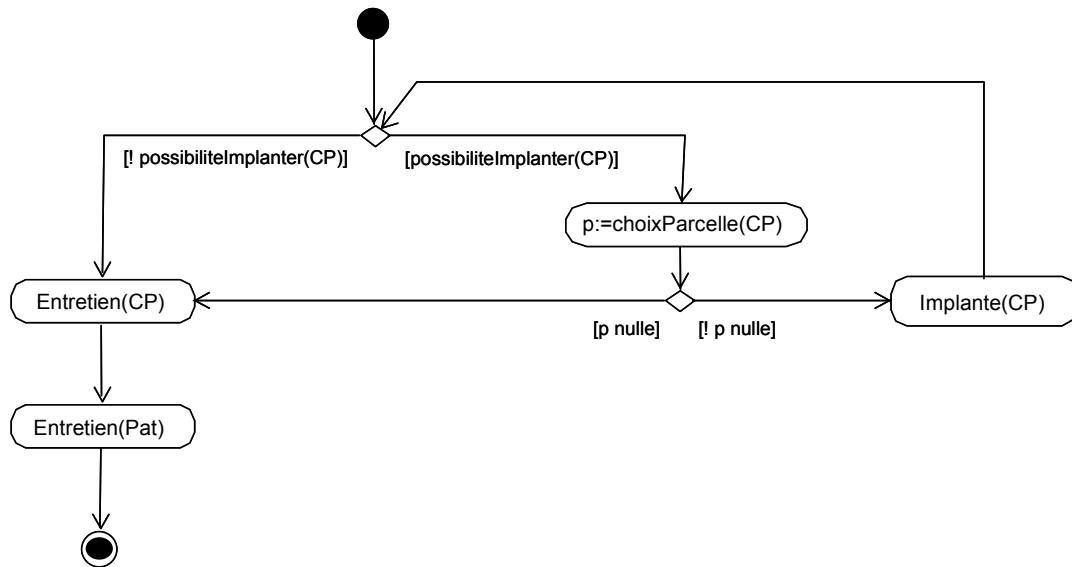 [! possibiliteImplanter(CP)]
[possibiliteImplanter(CP)]
p:=choixParcelle(CP)
Entretien(CP)
Implante(CP)
[p nulle]
[! p nulle]
Entretien(Pat)